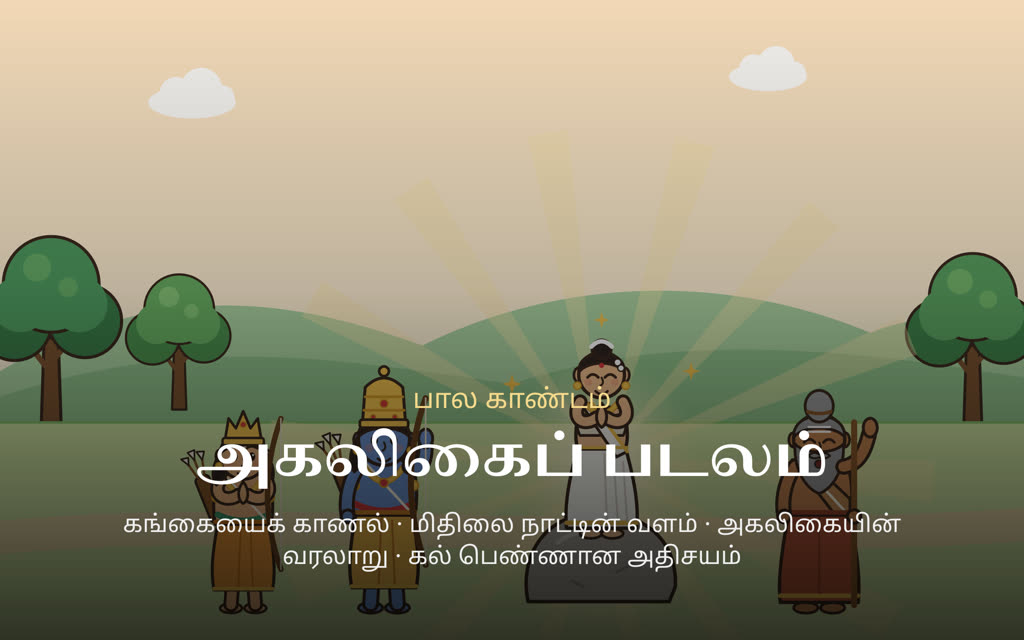 பால காண்டம்
அகலிகைப் படலம்
கங்கையைக் காணல் · மிதிலை நாட்டின் வளம் · அகலிகையின்
வரலாறு · கல் பெண்ணான அதிசயம்